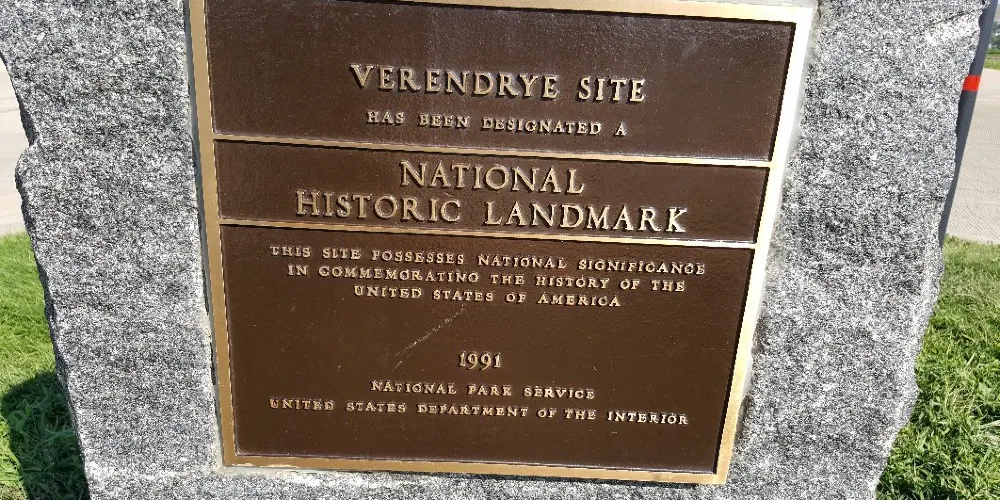 VERENDRYE SITE
HAS BEEN DESIGNATED A
NATIONAL
HISTORIC LANDMARK
THIS SITE POSSESSES NATIONAL SIGNIFICANCE
IN COMMEMORATING THE HISTORY OF THE
UNITED STATES OF AMERICA
1991
NATIONAL PARK SERVICE
UNITED STATES DEPARTMENT OF THE INTERIOR